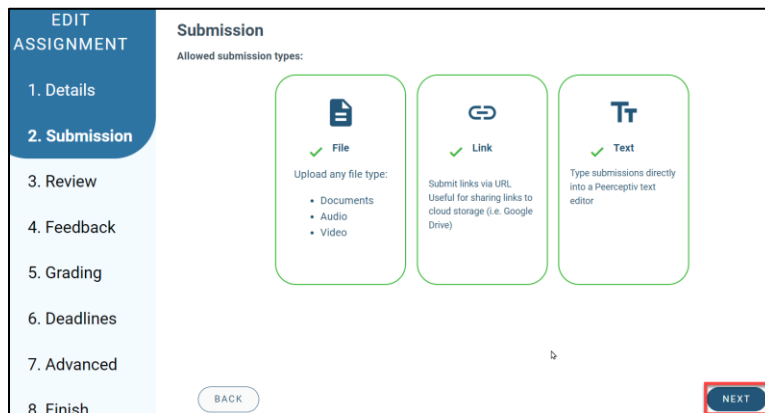 EDIT
ASSIGNMENT
1. Details
2. Submission
3. Review
4. Feedback
5. Grading
6. Deadlines
7. Advanced
8. Finish
Submission
Allowed submission types:
File
Upload any file type:
• Documents
• Audio
• Video
Link
Submit links via URL
Useful for sharing links to
cloud storage (i.e. Google
Drive)
Tт
Text
Type submissions directly
into a Peerceptiv text
editor
BACK
NEXT